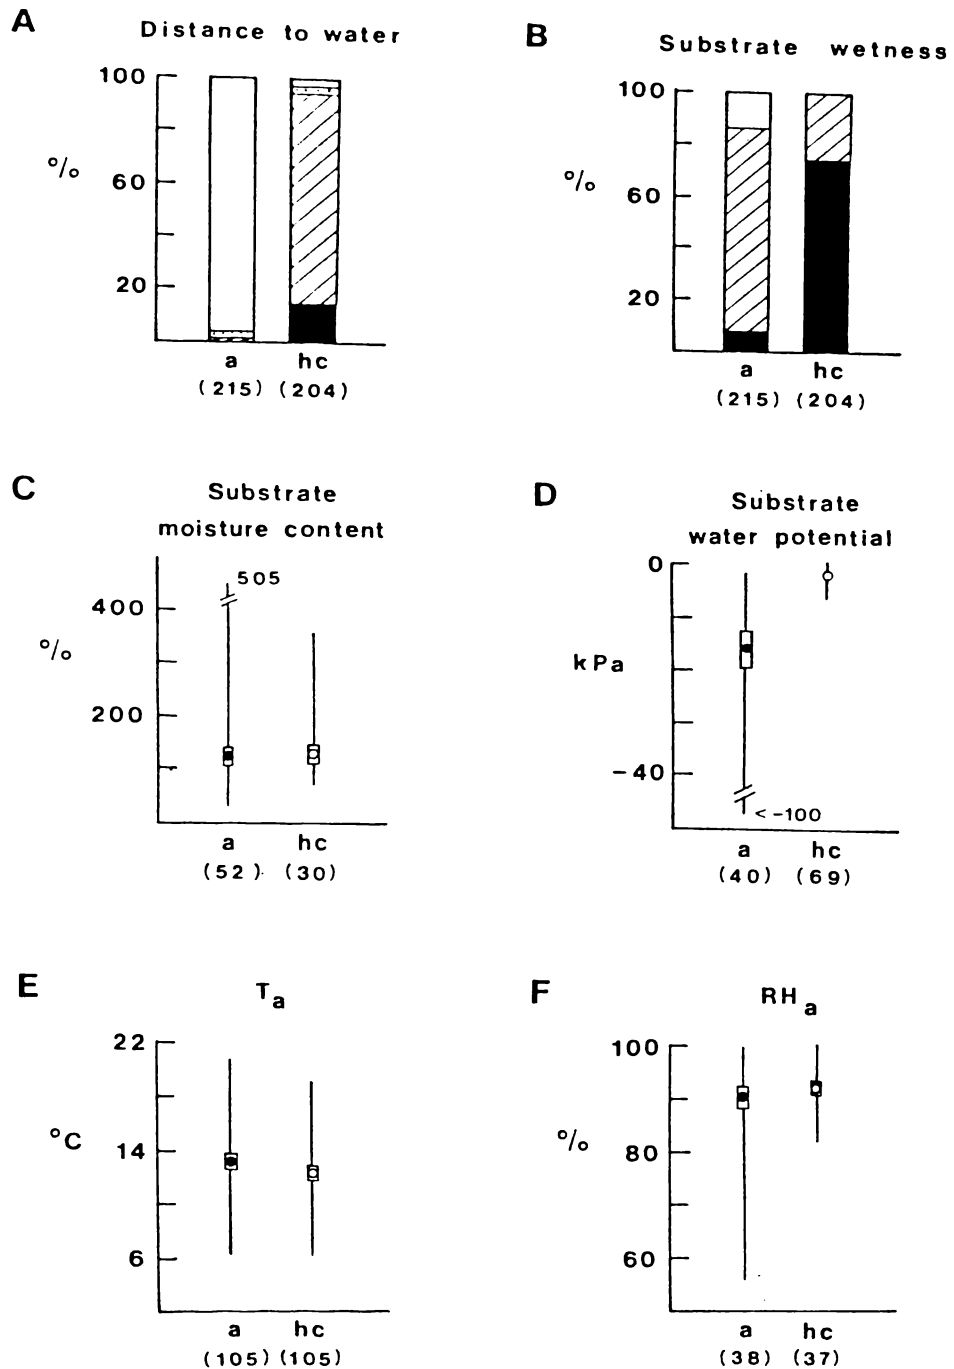 A
Distance to water
100
%
60
20
a
hc
(215) (204)
B
Substrate wetness
100
%
60
20
a
hc
(215) (204)
C
Substrate
moisture content
505
400
%
200
a
hc
(52) (30)
D
Substrate
water potential
0
kPa
-40
< -100
a
hc
(40) (69)
E
Ta
22
°C
14
6
a
hc
(105) (105)
F
RHa
100
%
80
60
a
hc
(38) (37)